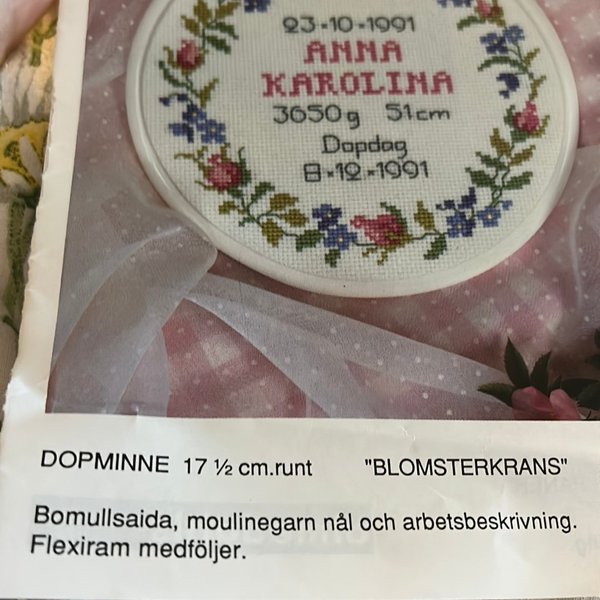 23-10-1991
ANNA
KAROLINA
3650g 51cm
Dopdag
8-12-1991
DOPMINNE 17 ½ cm.runt "BLOMSTERKRANS"
Bomullsaida, moulinegarn nål och arbetsbeskrivning.
Flexiram medföljer.